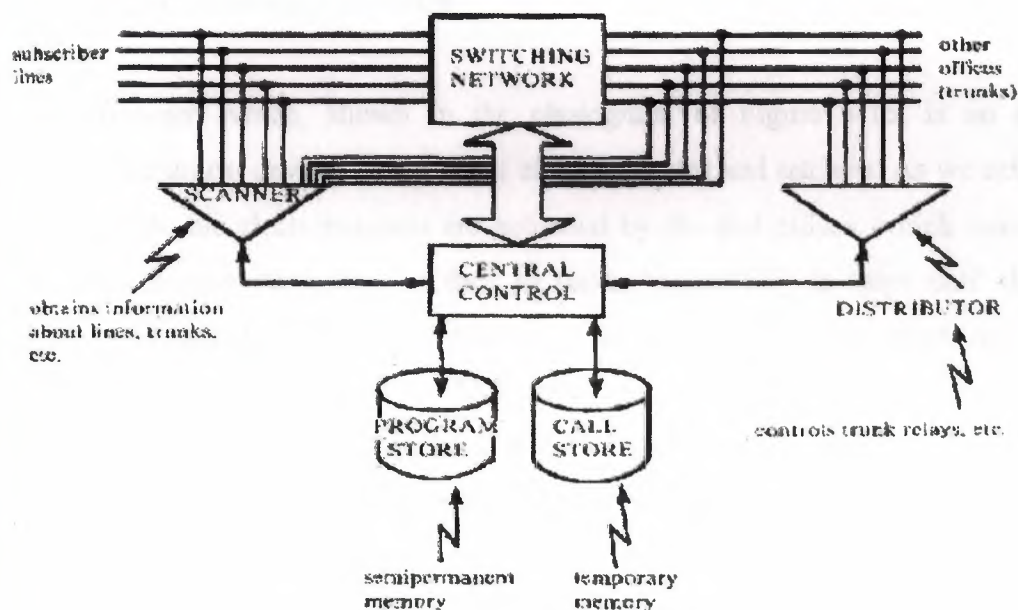 subscriber
lines
SWITCHING
NETWORK
other
offices
(trunks)
SCANNER
CENTRAL
CONTROL
obtains information
about lines, trunks,
etc.
DISTRIBUTOR
PROGRAM
STORE
CALL
STORE
controls trunk relays, etc.
semipermanent
memory
temporary
memory